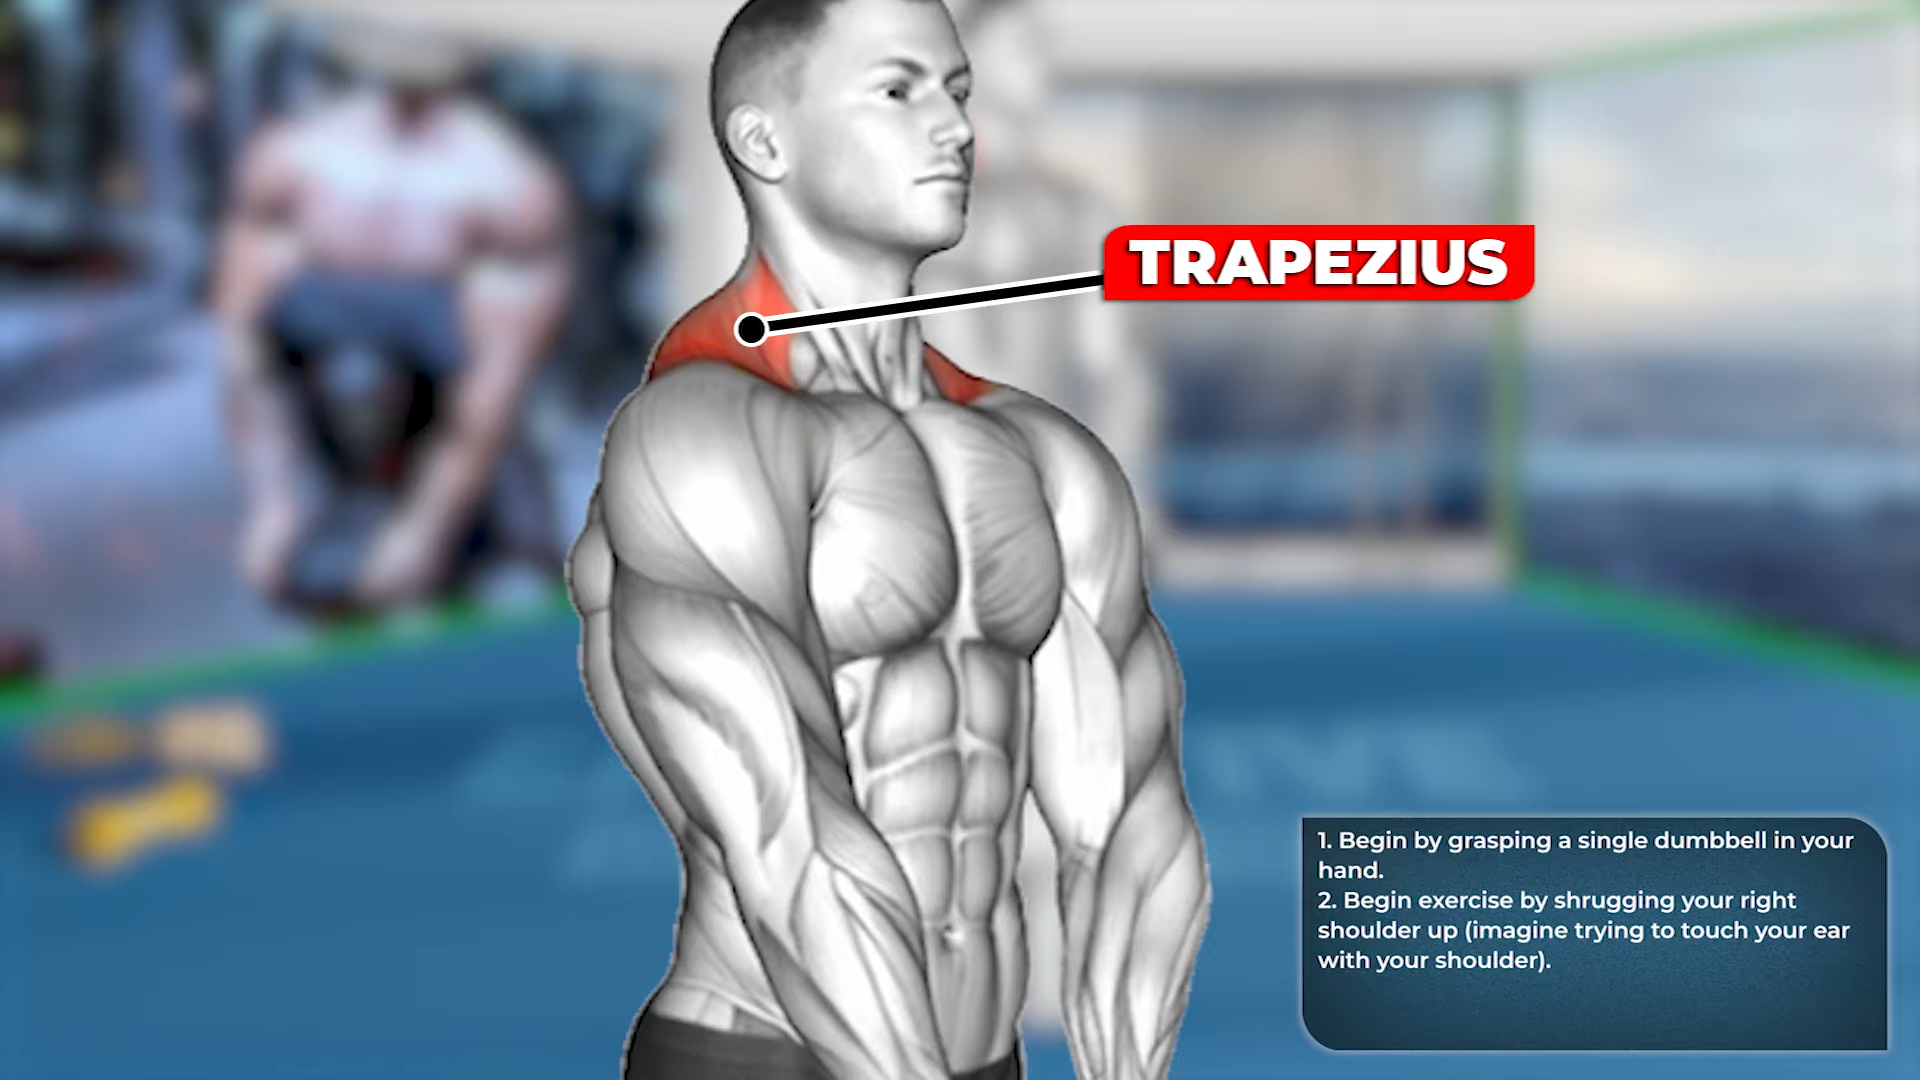 TRAPEZIUS
1. Begin by grasping a single dumbbell in your
hand.
2. Begin exercise by shrugging your right
shoulder up (imagine trying to touch your ear
with your shoulder).